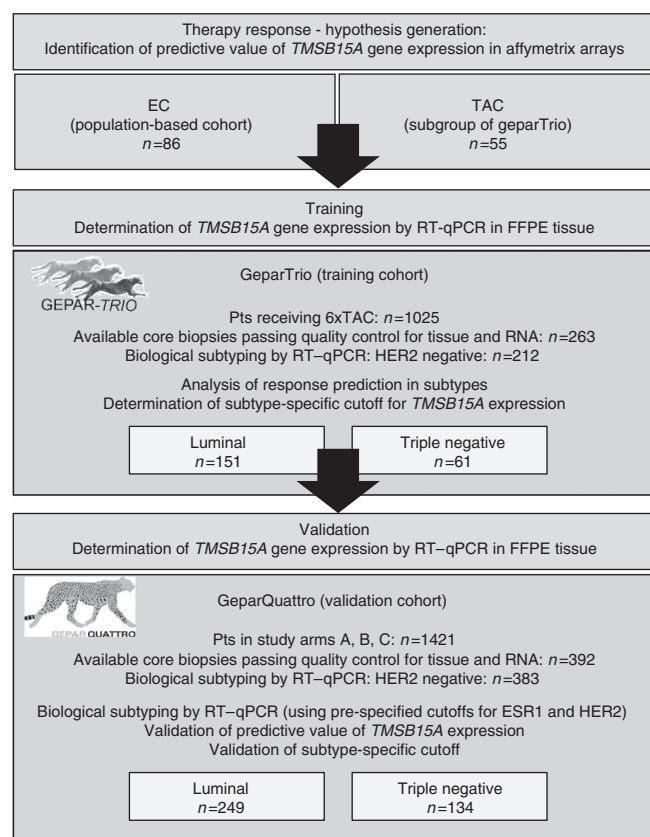 Therapy response - hypothesis generation:
Identification of predictive value of TMSB15A gene expression in affymetrix arrays
EC
(population-based cohort)
n=86
TAC
(subgroup of geparTrio)
n=55
Training
Determination of TMSB15A gene expression by RT-qPCR in FFPE tissue
GEPAR-TRIO
GeparTrio (training cohort)
Pts receiving 6xTAC: n=1025
Available core biopsies passing quality control for tissue and RNA: n=263
Biological subtyping by RT–qPCR: HER2 negative: n=212
Analysis of response prediction in subtypes
Determination of subtype-specific cutoff for TMSB15A expression
Luminal
n=151
Triple negative
n=61
Validation
Determination of TMSB15A gene expression by RT–qPCR in FFPE tissue
GEPAR QUATTRO
GeparQuattro (validation cohort)
Pts in study arms A, B, C: n=1421
Available core biopsies passing quality control for tissue and RNA: n=392
Biological subtyping by RT–qPCR: HER2 negative: n=383
Biological subtyping by RT–qPCR (using pre-specified cutoffs for ESR1 and HER2)
Validation of predictive value of TMSB15A expression
Validation of subtype-specific cutoff
Luminal
n=249
Triple negative
n=134